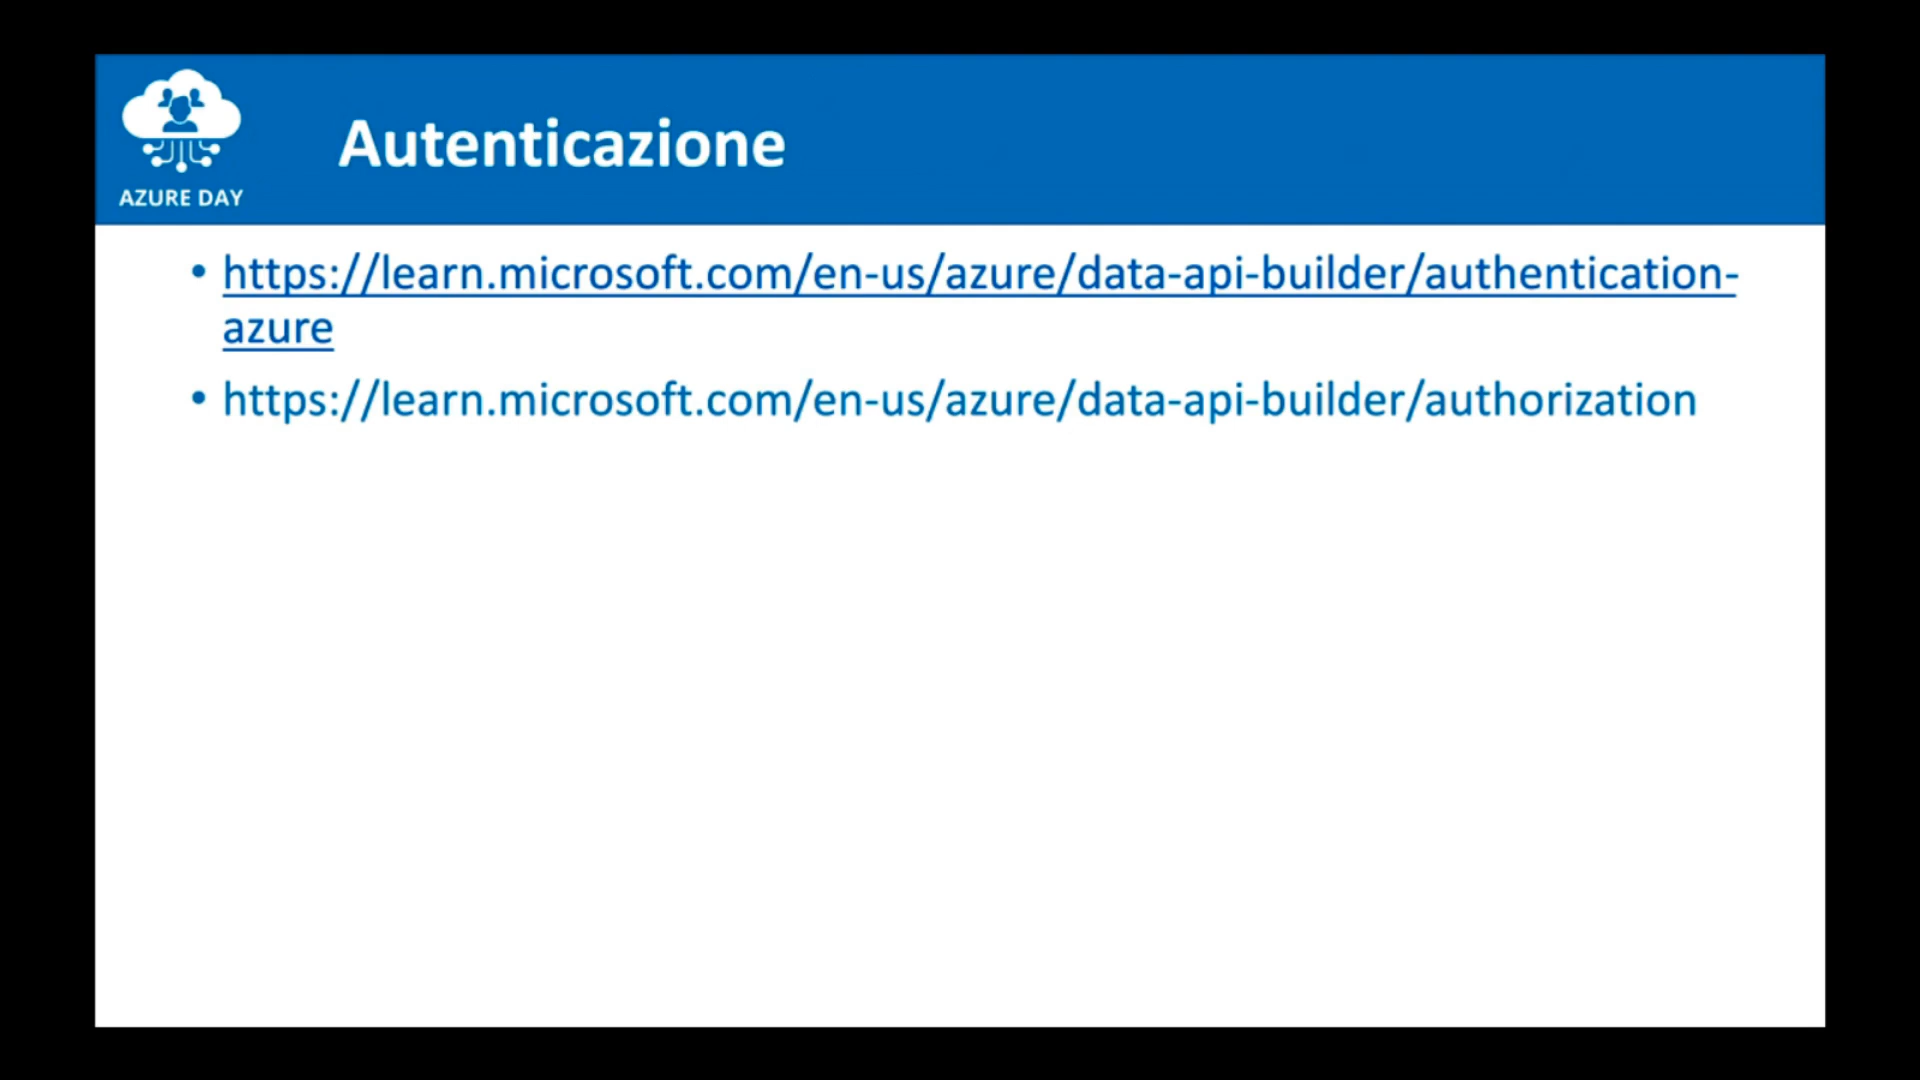 AZURE DAY
Autenticazione
• https://learn.microsoft.com/en-us/azure/data-api-builder/authentication-
azure
• https://learn.microsoft.com/en-us/azure/data-api-builder/authorization